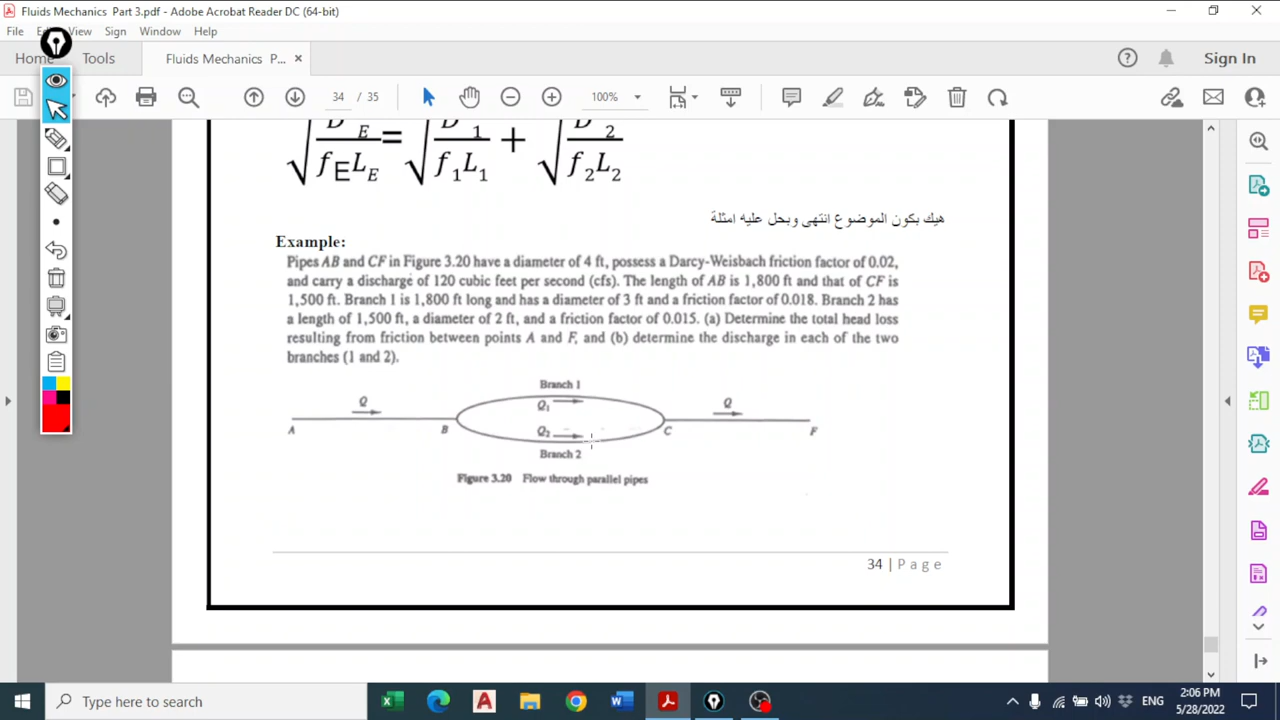 Fluids Mechanics Part 3.pdf - Adobe Acrobat Reader DC (64-bit)
File View Sign Window Help
Home Tools Fluids Mechanics P... × Sign In
34 / 35 100%
√ D E / fELE = √ D 1 / f1L1 + √ D 2 / f2L2
هيك بكون الموضوع انتهى وبحل عليه امثلة
Example:
Pipes AB and CF in Figure 3.20 have a diameter of 4 ft, possess a Darcy-Weisbach friction factor of 0.02,
and carry a discharge of 120 cubic feet per second (cfs). The length of AB is 1,800 ft and that of CF is
1,500 ft. Branch 1 is 1,800 ft long and has a diameter of 3 ft and a friction factor of 0.018. Branch 2 has
a length of 1,500 ft, a diameter of 2 ft, and a friction factor of 0.015. (a) Determine the total head loss
resulting from friction between points A and F, and (b) determine the discharge in each of the two
branches (1 and 2).
Branch 1
Q Q1 Q
A B Q2 C F
Branch 2
Figure 3.20 Flow through parallel pipes
34 | Page
Type here to search
ENG
2:06 PM
5/28/2022